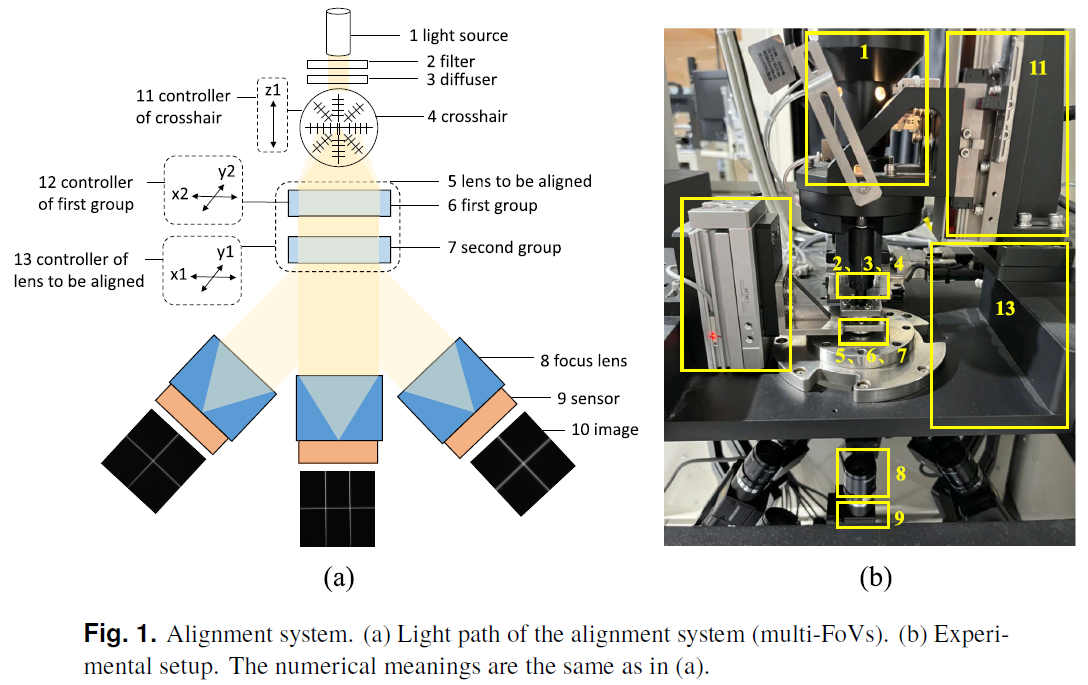 1 light source
2 filter
3 diffuser
z1
11 controller
of crosshair
4 crosshair
12 controller
of first group
y2
x2
5 lens to be aligned
6 first group
13 controller of
lens to be aligned
y1
x1
7 second group
8 focus lens
9 sensor
10 image
(a)
1
11
2、3、4
13
5、6、7
8
9
(b)
Fig. 1. Alignment system. (a) Light path of the alignment system (multi-FoVs). (b) Experi-
mental setup. The numerical meanings are the same as in (a).